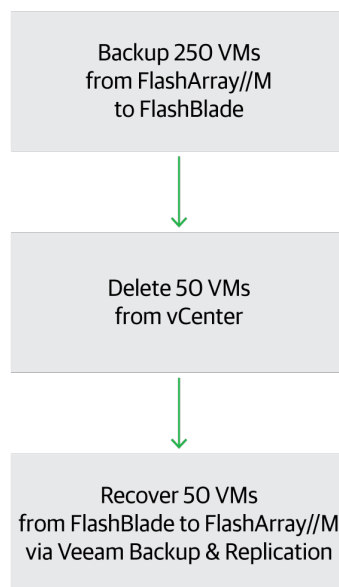 Backup 250 VMs
from FlashArray//M
to FlashBlade
Delete 50 VMs
from vCenter
Recover 50 VMs
from FlashBlade to FlashArray//M
via Veeam Backup & Replication